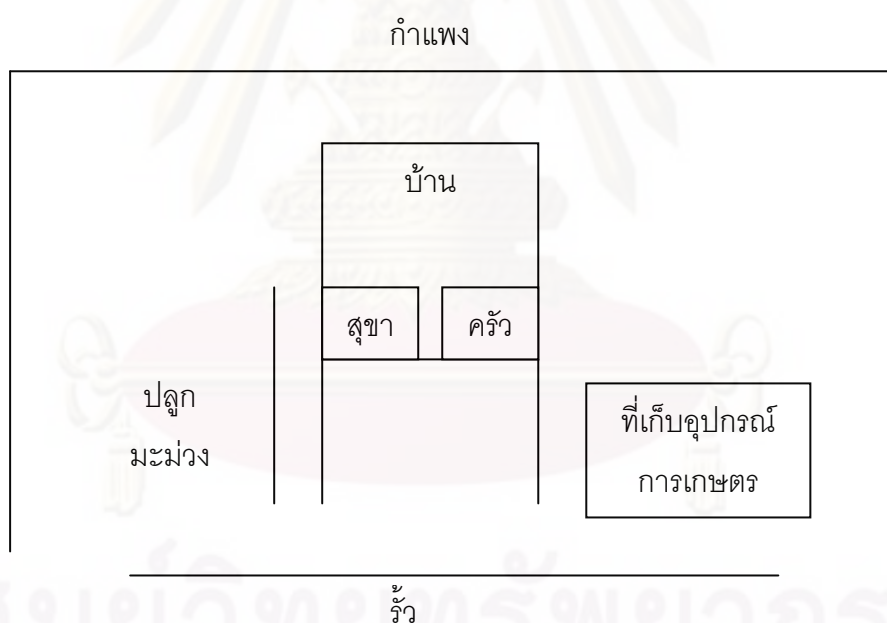 กำแพง
บ้าน
สุขา
ครัว
ปลูก
มะม่วง
ที่เก็บอุปกรณ์
การเกษตร
รั้ว